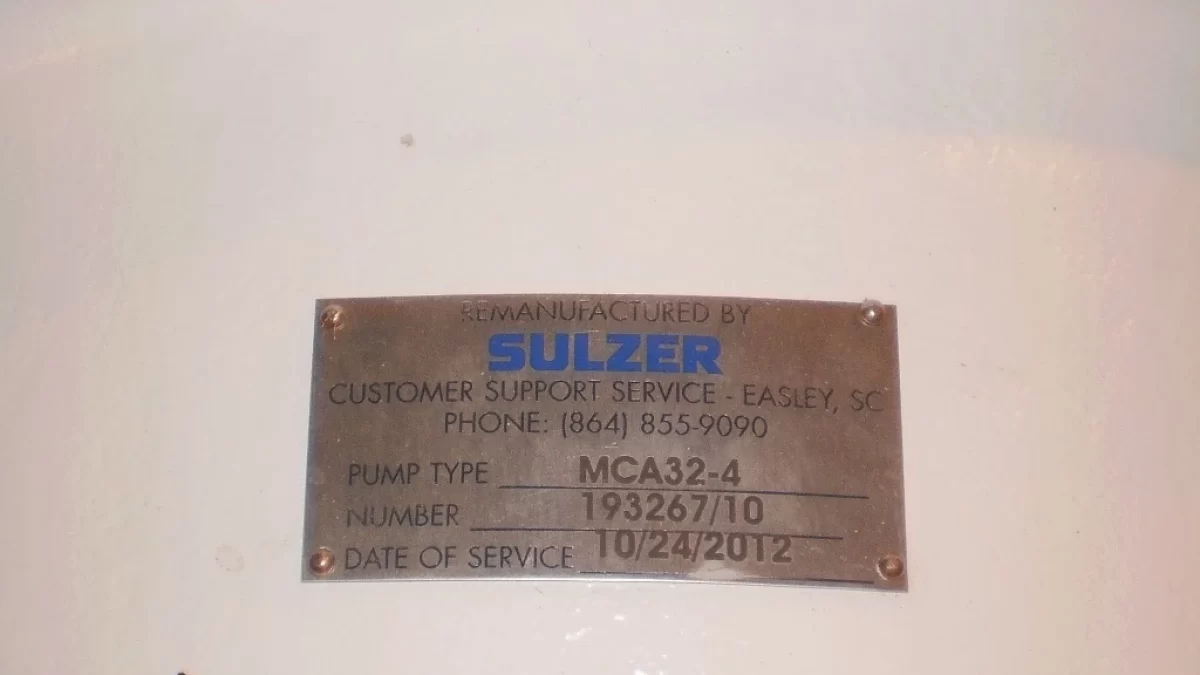 REMANUFACTURED BY
SULZER
CUSTOMER SUPPORT SERVICE - EASLEY, SC
PHONE: (864) 855-9090
PUMP TYPE MCA32-4
NUMBER 193267/10
DATE OF SERVICE 10/24/2012